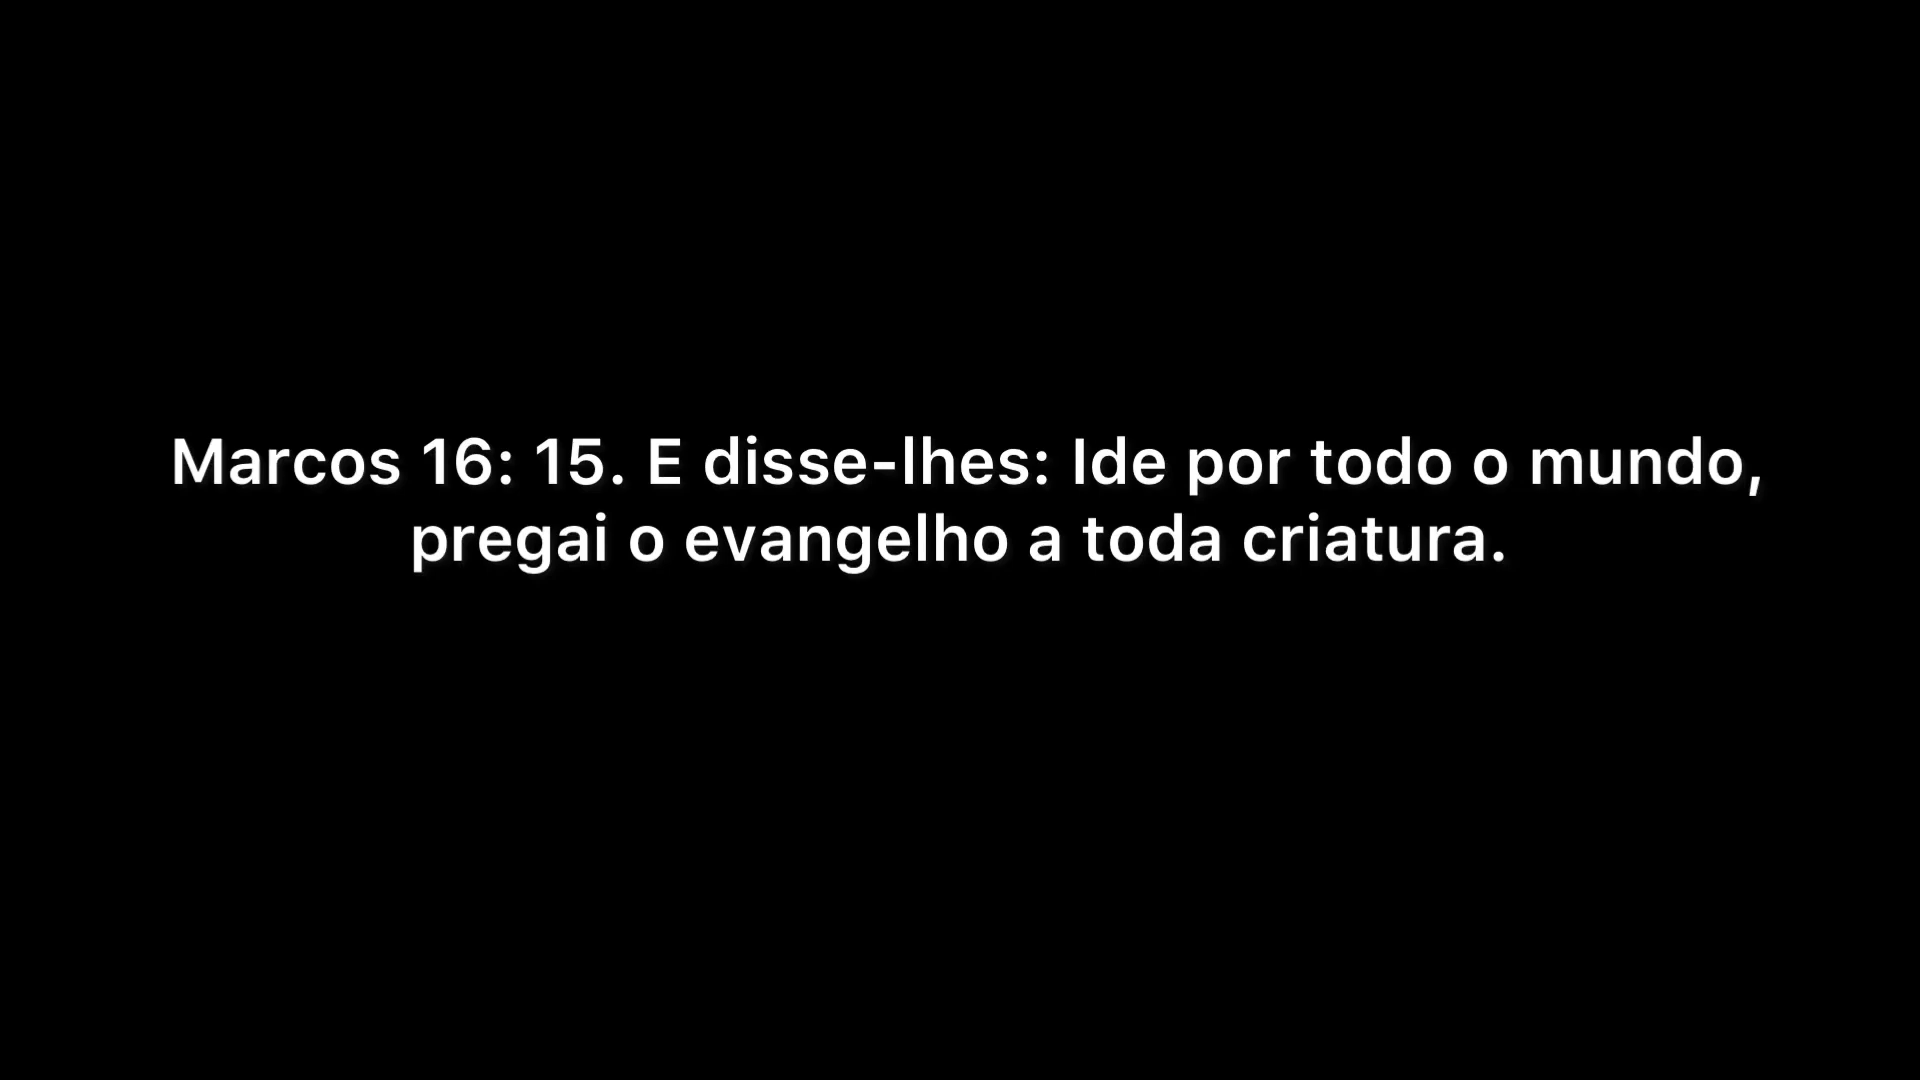 Marcos 16: 15. E disse-lhes: Ide por todo o mundo,
pregai o evangelho a toda criatura.